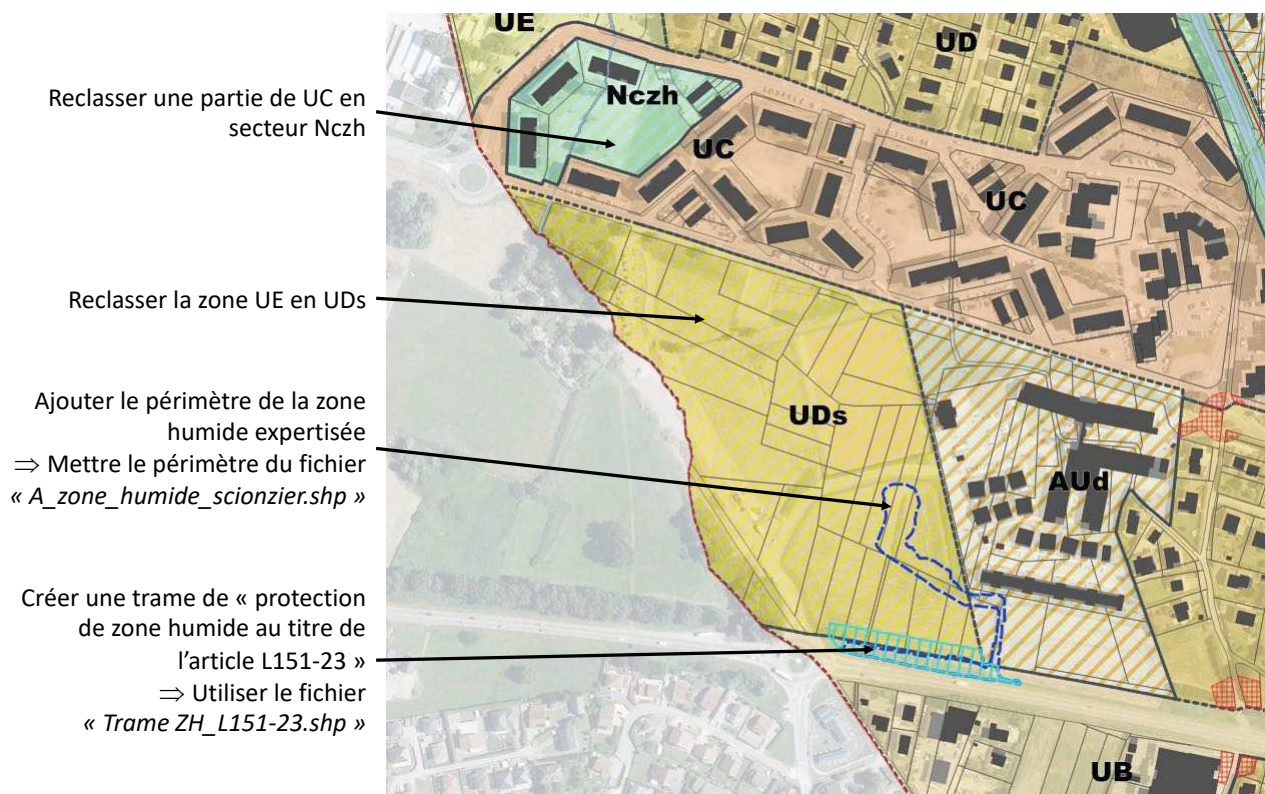 Reclasser une partie de UC en
secteur Nczh
Reclasser la zone UE en UDs
Ajouter le périmètre de la zone
humide expertisée
⇒ Mettre le périmètre du fichier
« A_zone_humide_scionzier.shp »
Créer une trame de « protection
de zone humide au titre de
l’article L151-23 »
⇒ Utiliser le fichier
« Trame ZH_L151-23.shp »
UE
UD
Nczh
UC
UC
UDs
AUd
UB